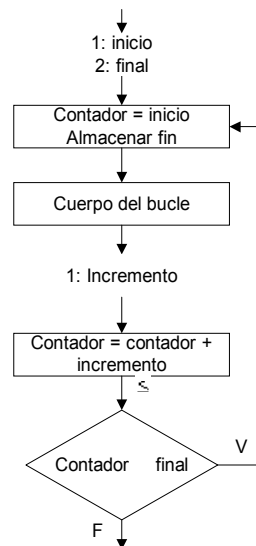 1: inicio
2: final
Contador = inicio
Almacenar fin
Cuerpo del bucle
1: Incremento
Contador = contador +
incremento
≤
Contador final
V
F